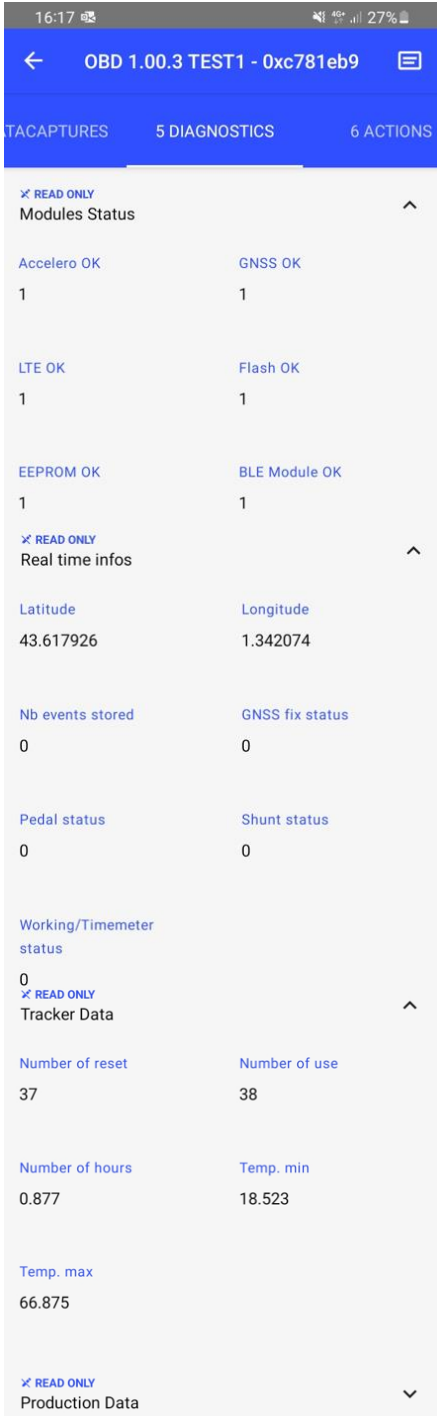 16:17 4G+ 27%
OBD 1.00.3 TEST1 - 0xc781eb9
TACAPTURES 5 DIAGNOSTICS 6 ACTIONS
READ ONLY
Modules Status
Accelero OK GNSS OK
1 1
LTE OK Flash OK
1 1
EEPROM OK BLE Module OK
1 1
READ ONLY
Real time infos
Latitude Longitude
43.617926 1.342074
Nb events stored GNSS fix status
0 0
Pedal status Shunt status
0 0
Working/Timemeter
status
0
READ ONLY
Tracker Data
Number of reset Number of use
37 38
Number of hours Temp. min
0.877 18.523
Temp. max
66.875
READ ONLY
Production Data